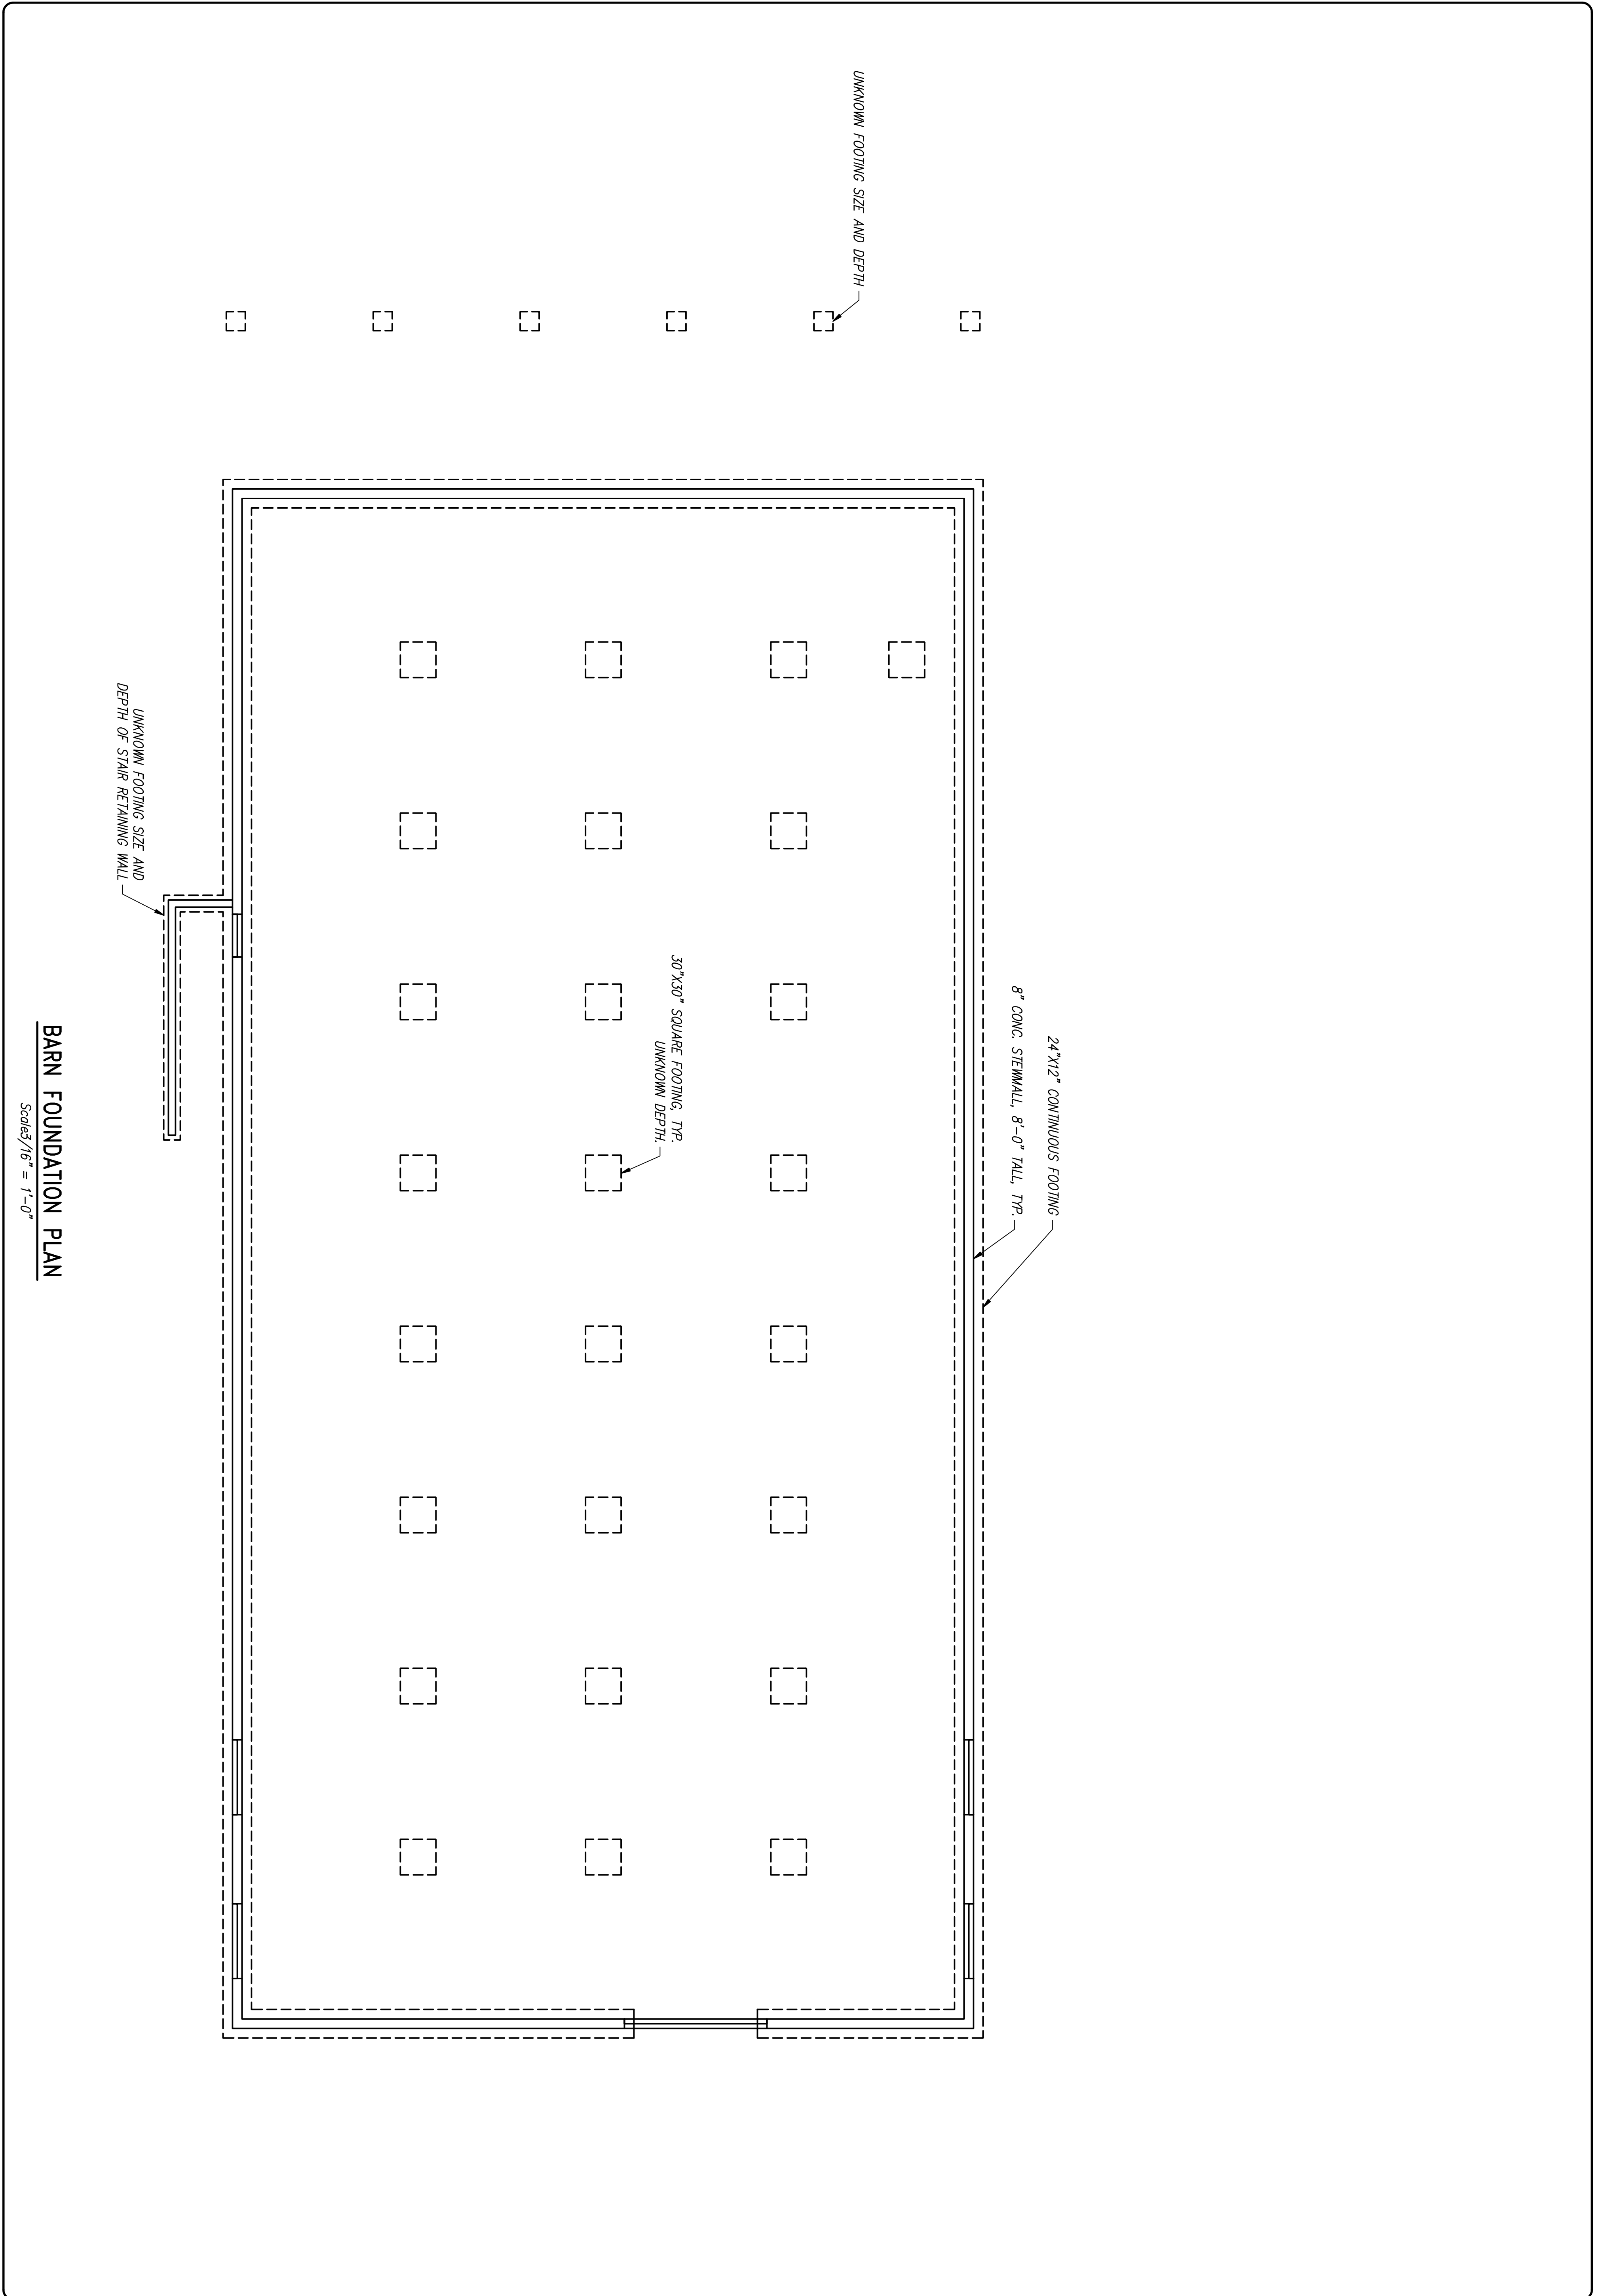 UNKNOWN FOOTING SIZE AND DEPTH
24"X12" CONTINUOUS FOOTING
8" CONC. STEMWALL, 8'-0" TALL, TYP.
30"X30" SQUARE FOOTING, TYP.
UNKNOWN DEPTH.
UNKNOWN FOOTING SIZE AND
DEPTH OF STAIR RETAINING WALL
BARN FOUNDATION PLAN
Scale3/16" = 1'-0"